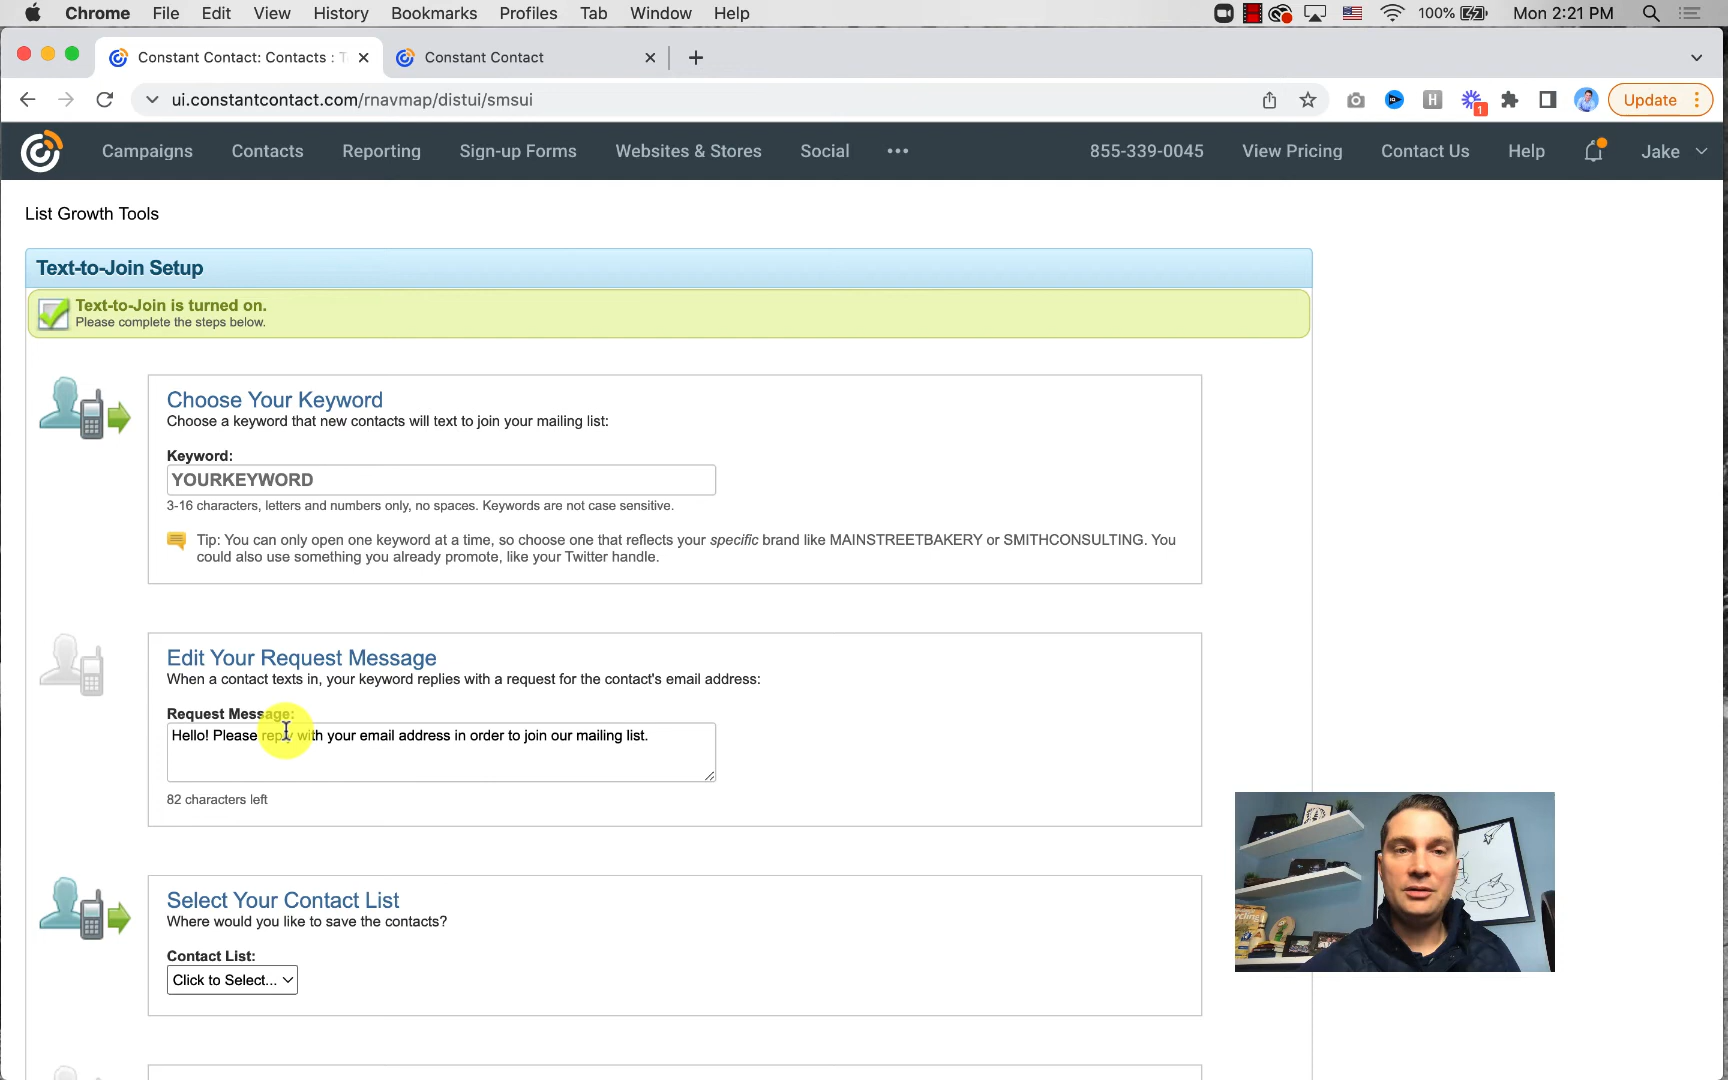 Chrome File Edit View History Bookmarks Profiles Tab Window Help 100% Mon 2:21 PM
Constant Contact: Contacts : T Constant Contact
ui.constantcontact.com/rnavmap/distui/smsui Update
Campaigns Contacts Reporting Sign-up Forms Websites & Stores Social 855-339-0045 View Pricing Contact Us Help Jake
List Growth Tools
Text-to-Join Setup
Text-to-Join is turned on.
Please complete the steps below.
Choose Your Keyword
Choose a keyword that new contacts will text to join your mailing list:
Keyword:
YOURKEYWORD
3-16 characters, letters and numbers only, no spaces. Keywords are not case sensitive.
Tip: You can only open one keyword at a time, so choose one that reflects your specific brand like MAINSTREETBAKERY or SMITHCONSULTING. You
could also use something you already promote, like your Twitter handle.
Edit Your Request Message
When a contact texts in, your keyword replies with a request for the contact's email address:
Request Message:
Hello! Please reply with your email address in order to join our mailing list.
82 characters left
Select Your Contact List
Where would you like to save the contacts?
Contact List:
Click to Select...